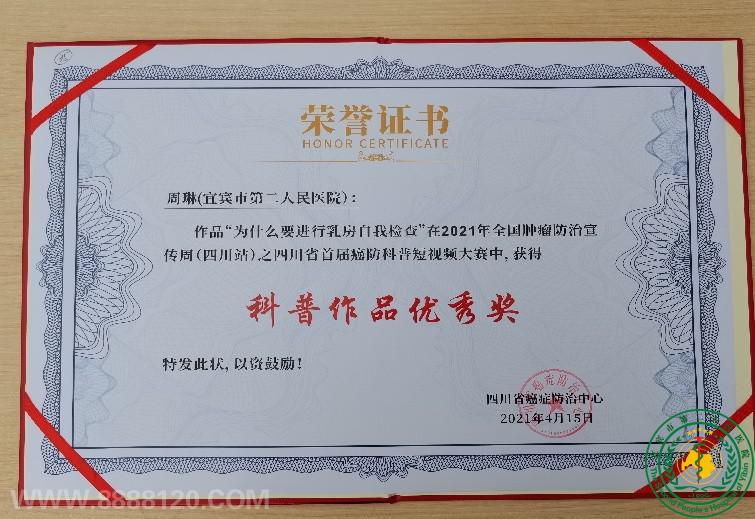 荣誉证书
HONOR CERTIFICATE
周琳(宜宾市第二人民医院):
作品“为什么要进行乳房自我检查”在2021年全国肿瘤防治宣
传周(四川站)之四川省首届癌防科普短视频大赛中,获得
科普作品优秀奖
特发此状,以资鼓励!
四川省癌症防治中心
2021年4月15日
WWW.8888120.COM